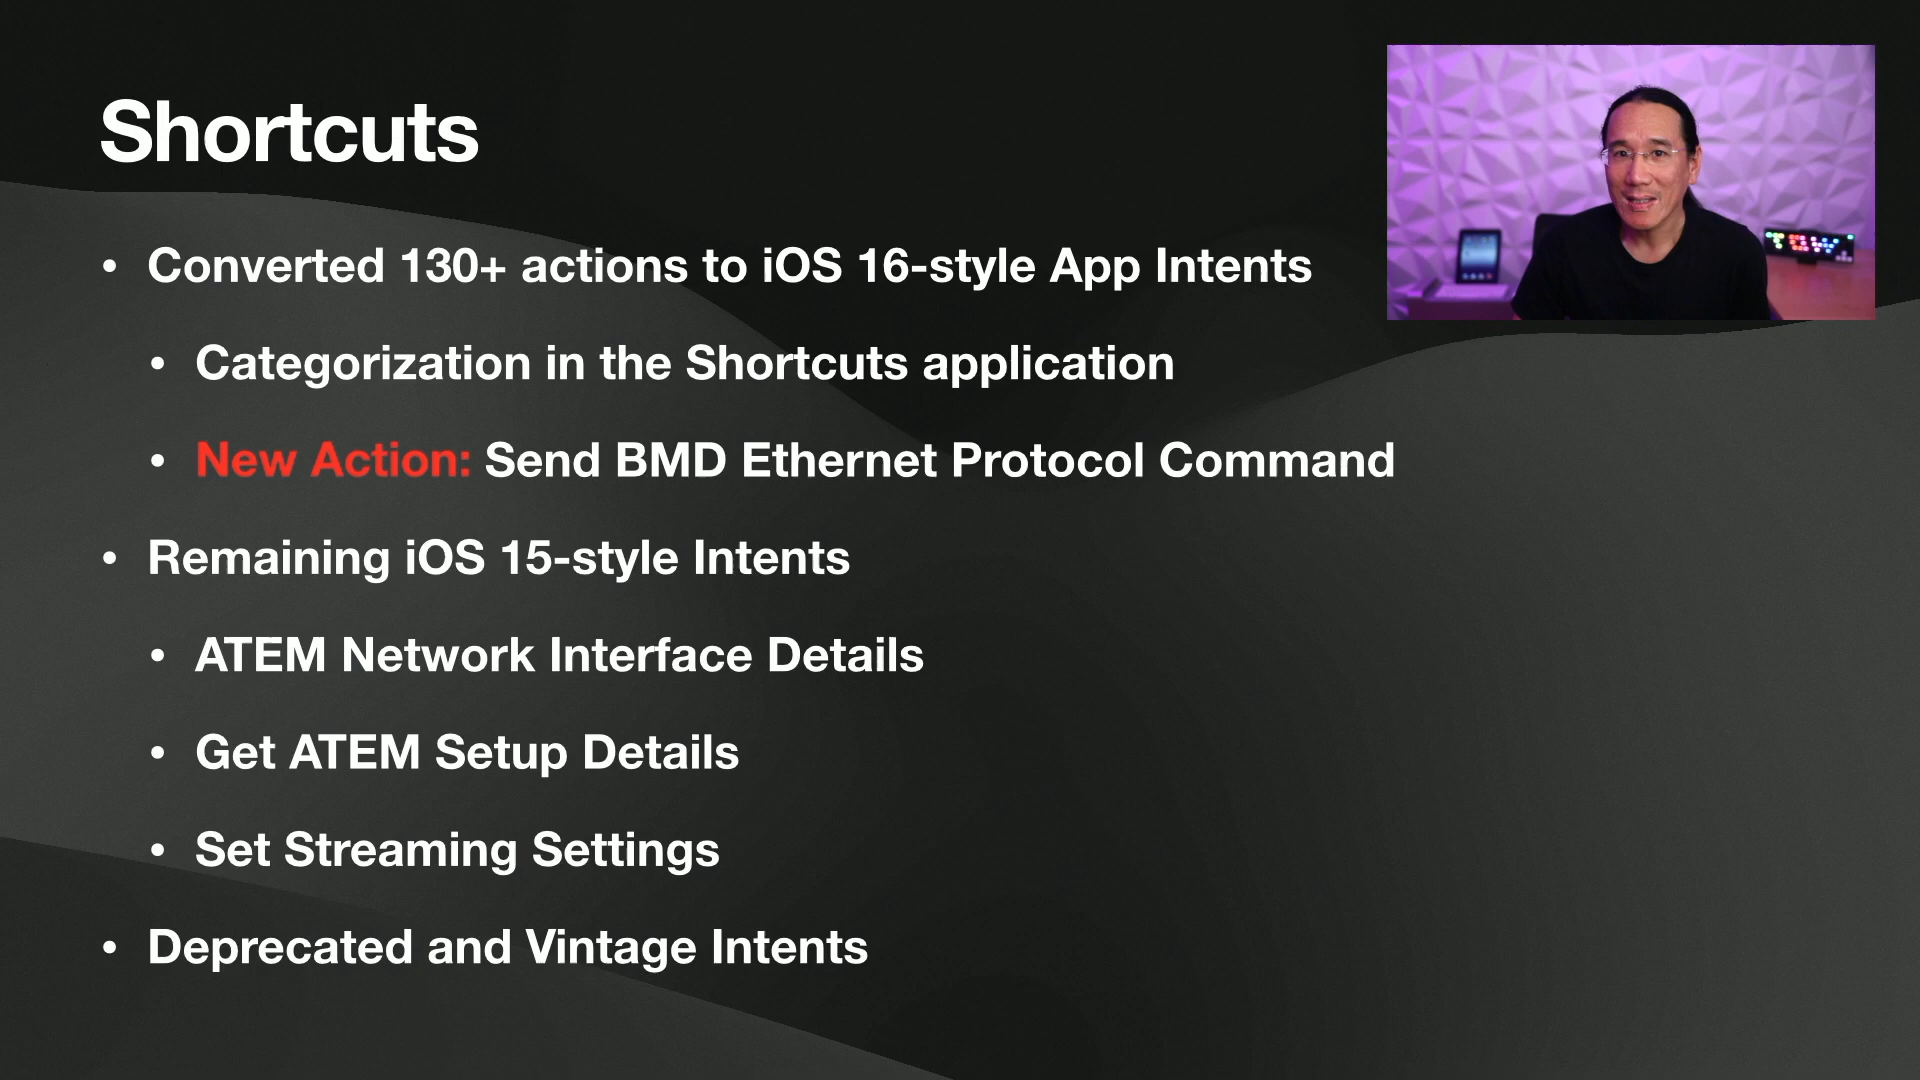 Shortcuts
• Converted 130+ actions to iOS 16-style App Intents
• Categorization in the Shortcuts application
• New Action: Send BMD Ethernet Protocol Command
• Remaining iOS 15-style Intents
• ATEM Network Interface Details
• Get ATEM Setup Details
• Set Streaming Settings
• Deprecated and Vintage Intents